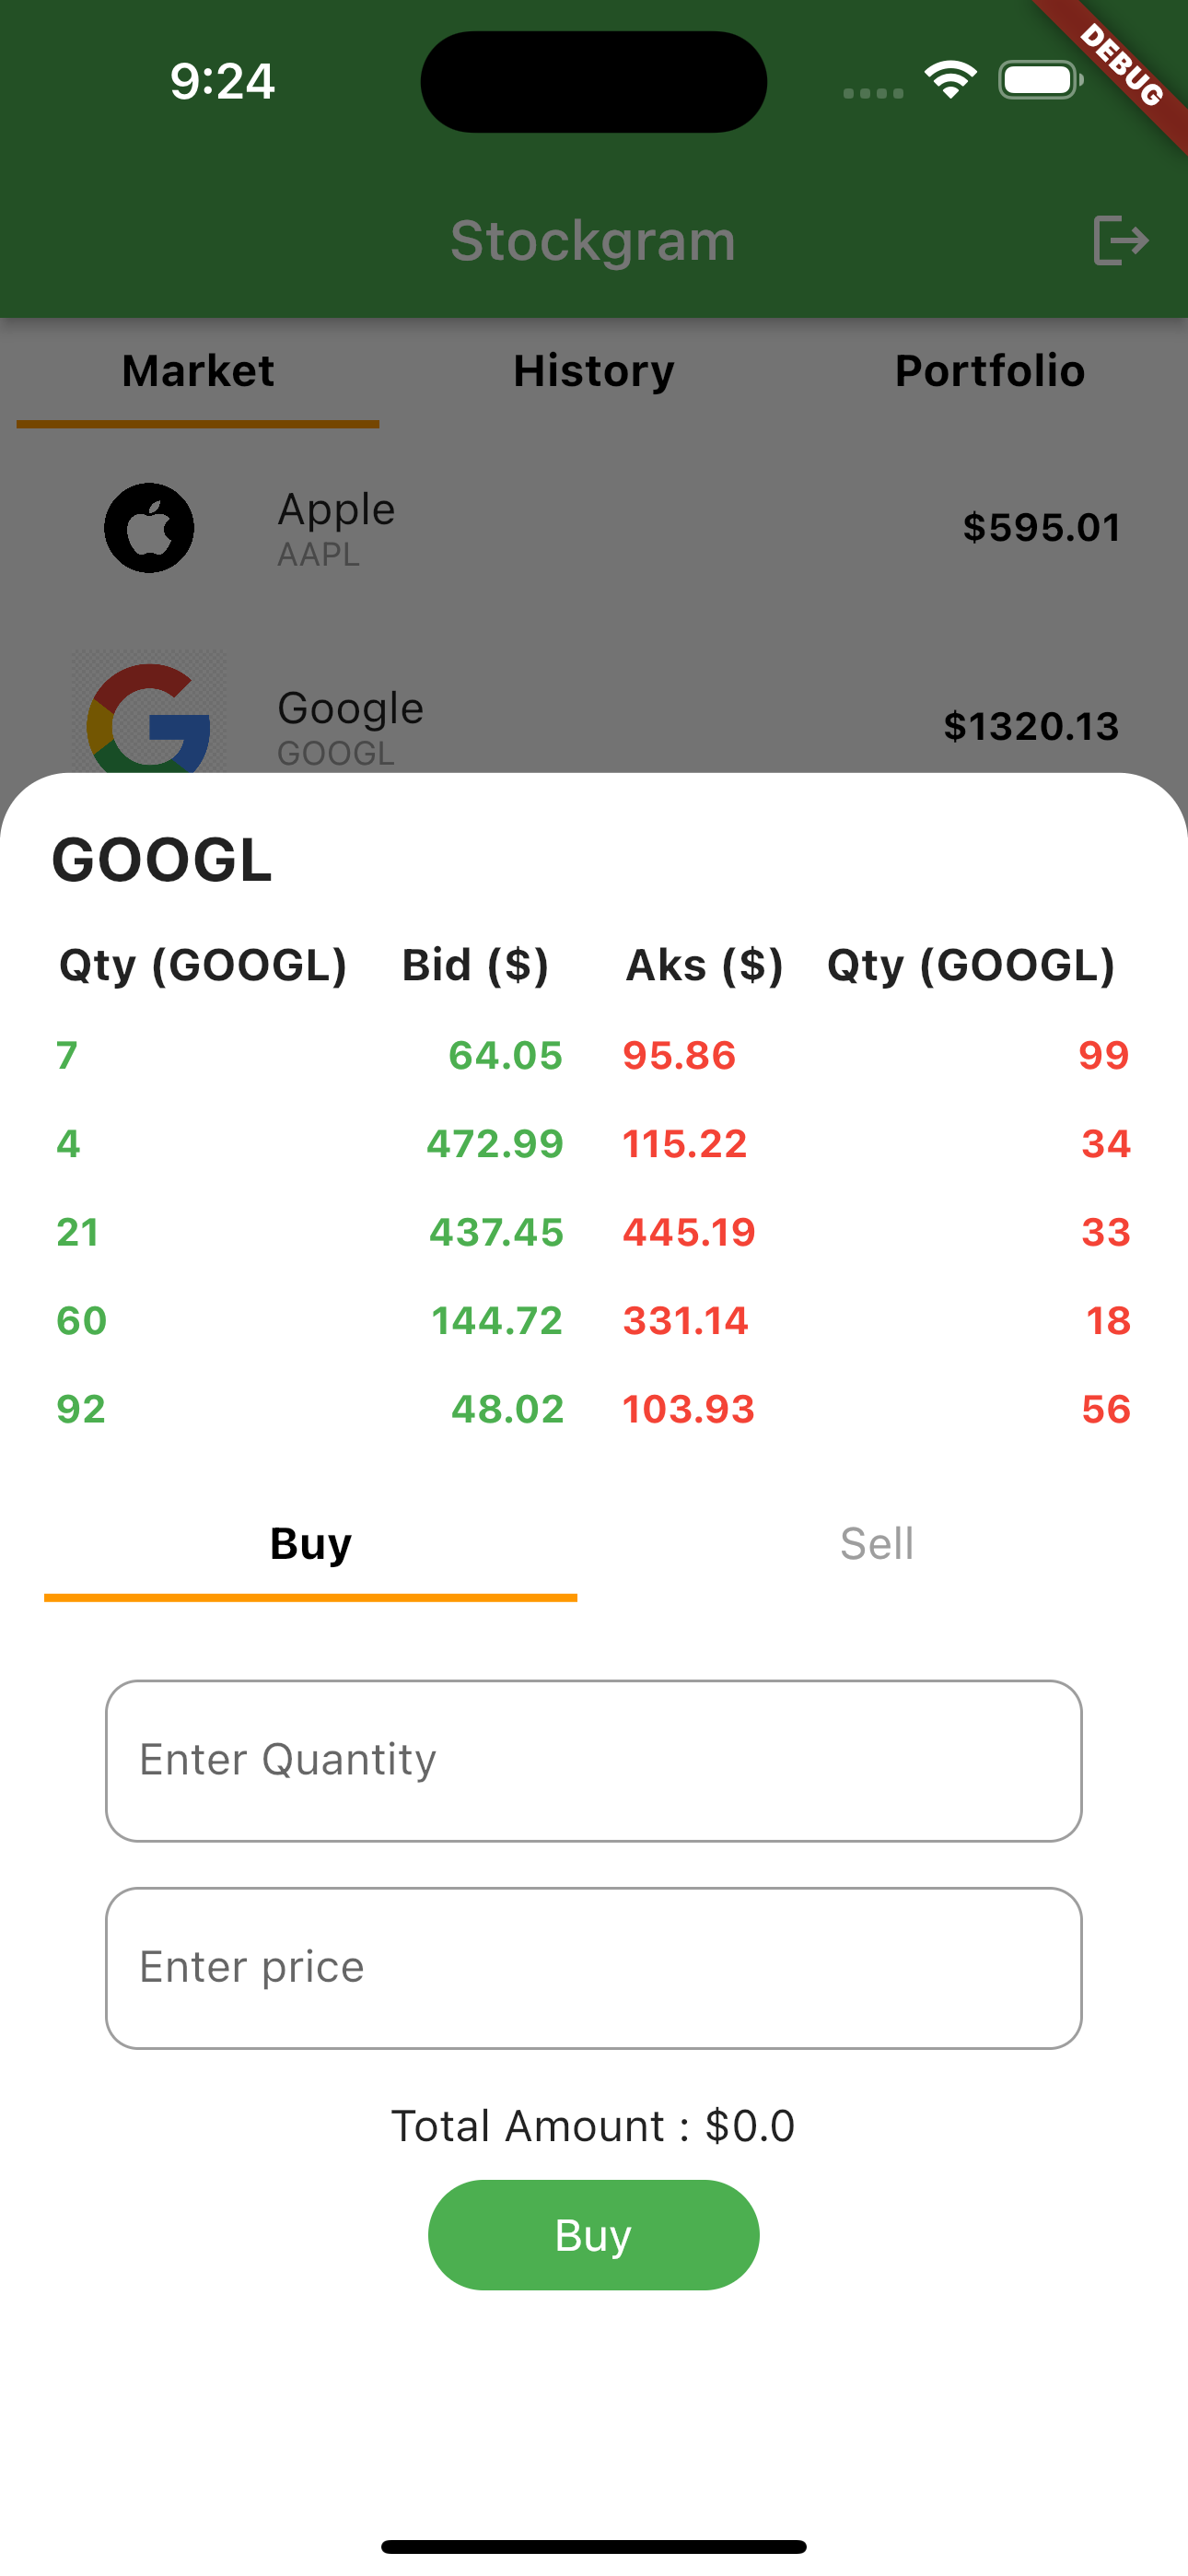 9:24
DEBUG
Stockgram
Market History Portfolio
Apple
AAPL
$595.01
Google
GOOGL
$1320.13
GOOGL
Qty (GOOGL) Bid ($) Aks ($) Qty (GOOGL)
7 64.05 95.86 99
4 472.99 115.22 34
21 437.45 445.19 33
60 144.72 331.14 18
92 48.02 103.93 56
Buy Sell
Enter Quantity
Enter price
Total Amount : $0.0
Buy